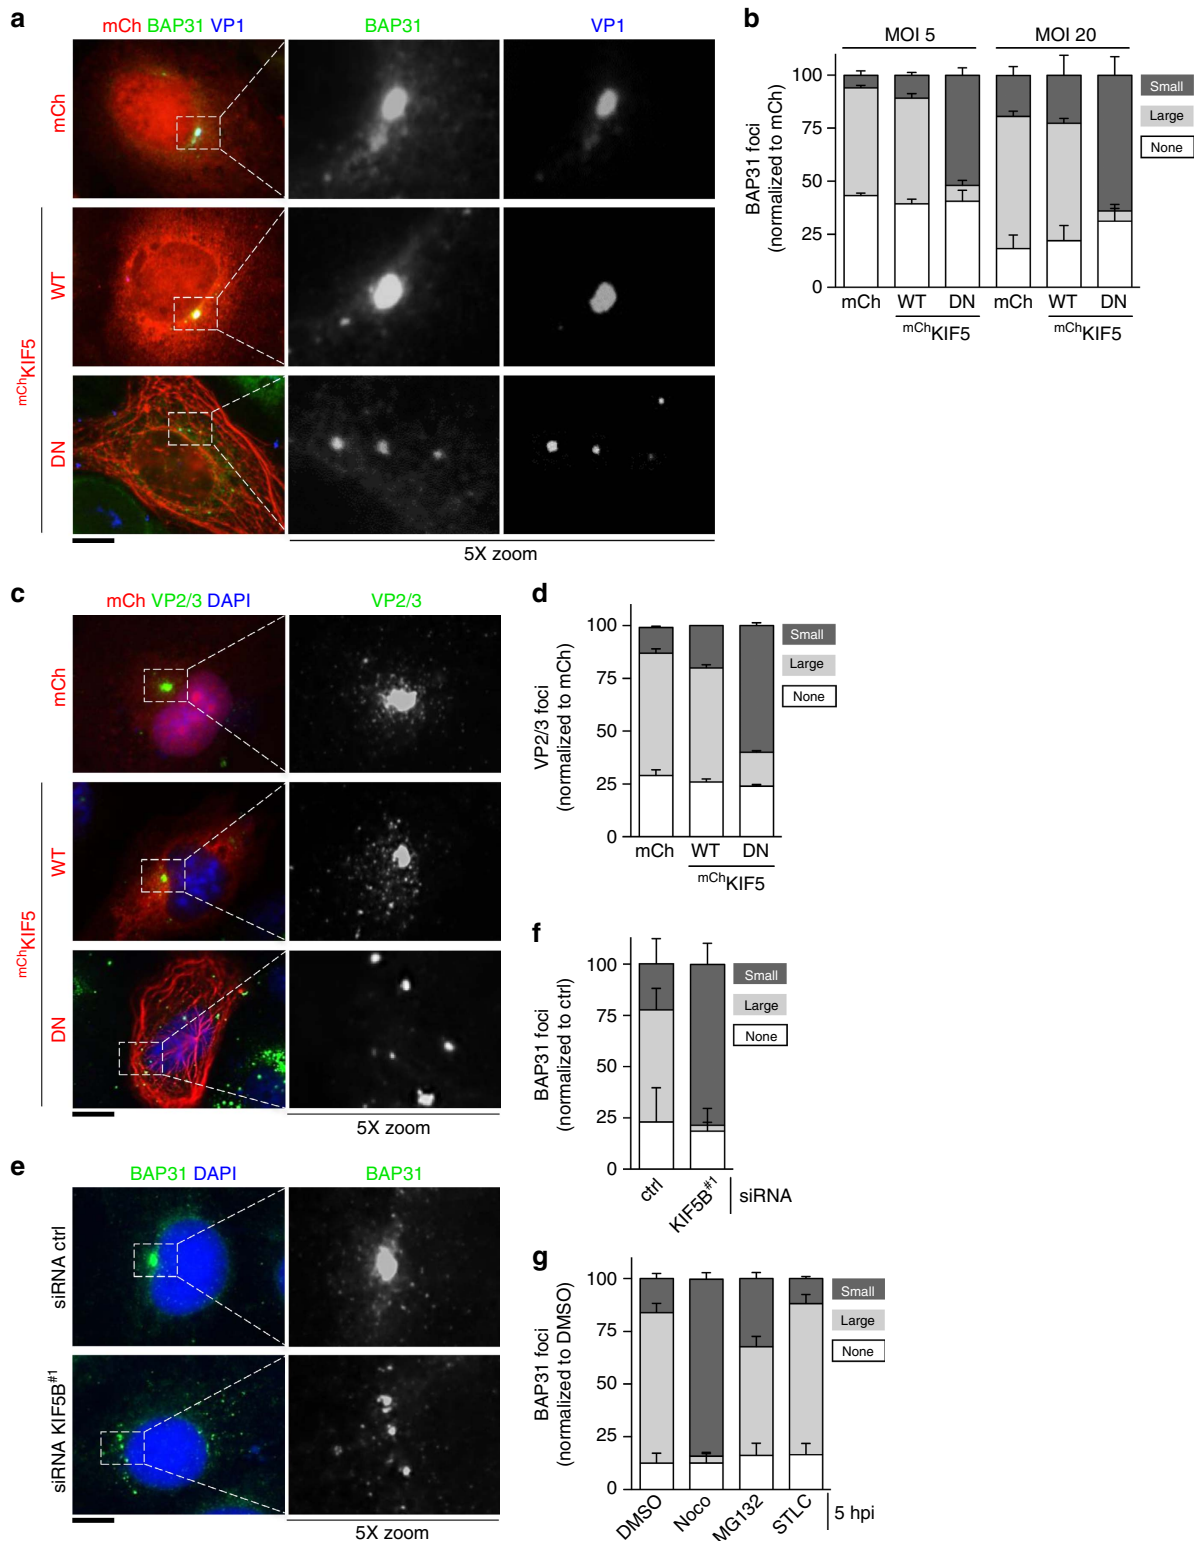 a
mCh BAP31 VP1
BAP31
VP1
mCh
WT
DN
mChKIF5
5X zoom
b
MOI 5
MOI 20
BAP31 foci
(normalized to mCh)
100
75
50
25
0
Small
Large
None
mCh
WT
DN
mCh
WT
DN
mChKIF5
mChKIF5
c
mCh VP2/3 DAPI
VP2/3
mCh
WT
DN
mChKIF5
5X zoom
d
VP2/3 foci
(normalized to mCh)
100
75
50
25
0
Small
Large
None
mCh
WT
DN
mChKIF5
e
BAP31 DAPI
BAP31
siRNA ctrl
siRNA KIF5B#1
5X zoom
f
BAP31 foci
(normalized to ctrl)
100
75
50
25
0
Small
Large
None
ctrl
KIF5B#1
siRNA
g
BAP31 foci
(normalized to DMSO)
100
75
50
25
0
Small
Large
None
DMSO
Noco
MG132
STLC
5 hpi